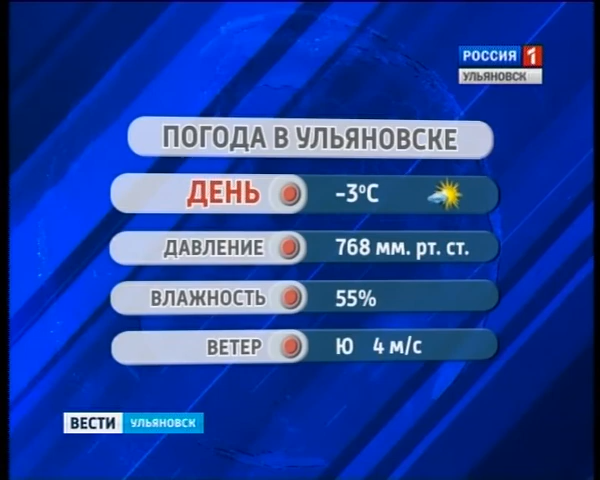 РОССИЯ 1
УЛЬЯНОВСК
ПОГОДА В УЛЬЯНОВСКЕ
ДЕНЬ -3°C
ДАВЛЕНИЕ 768 мм. рт. ст.
ВЛАЖНОСТЬ 55%
ВЕТЕР Ю 4 м/с
ВЕСТИ УЛЬЯНОВСК